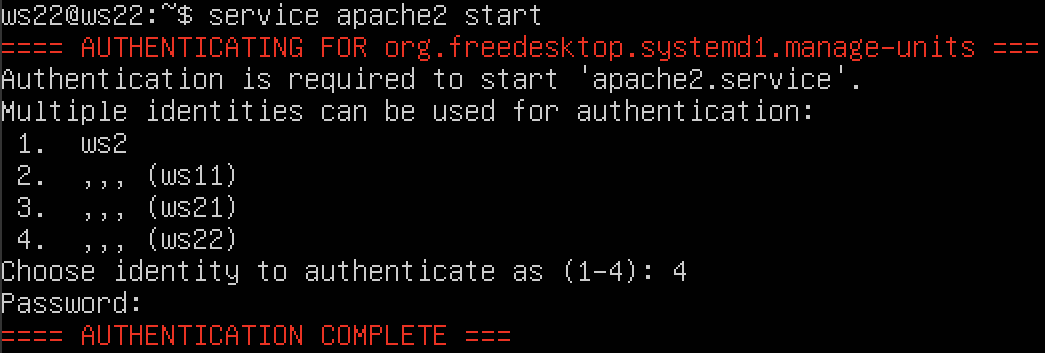 ws22@ws22:~$ service apache2 start
==== AUTHENTICATING FOR org.freedesktop.systemd1.manage-units ===
Authentication is required to start 'apache2.service'.
Multiple identities can be used for authentication:
 1.  ws2
 2.  ,,, (ws11)
 3.  ,,, (ws21)
 4.  ,,, (ws22)
Choose identity to authenticate as (1-4): 4
Password:
==== AUTHENTICATION COMPLETE ===